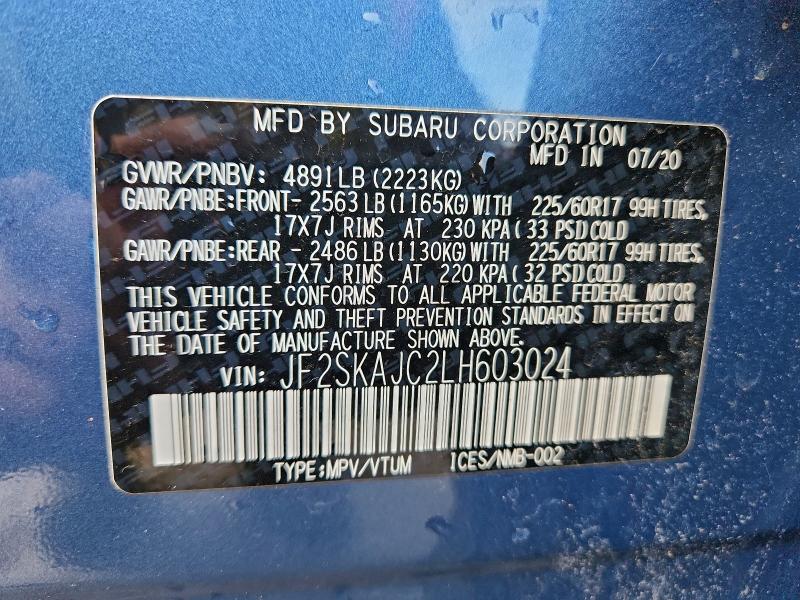 MFD BY SUBARU CORPORATION
MFD IN 07/20
GVWR/PNBV: 4891LB (2223KG)
GAWR/PNBE:FRONT- 2563LB (1165KG) WITH 225/60R17 99H TIRES,
17X7J RIMS AT 230 KPA( 33 PSI)COLD
GAWR/PNBE:REAR - 2486LB (1130KG) WITH 225/60R17 99H TIRES,
17X7J RIMS AT 220 KPA( 32 PSI)COLD
THIS VEHICLE CONFORMS TO ALL APPLICABLE FEDERAL MOTOR
VEHICLE SAFETY AND THEFT PREVENTION STANDARDS IN EFFECT ON
THE DATE OF MANUFACTURE SHOWN ABOVE.
VIN: JF2SKAJC2LH603024
TYPE:MPV/VTUM ICES/NMB-002